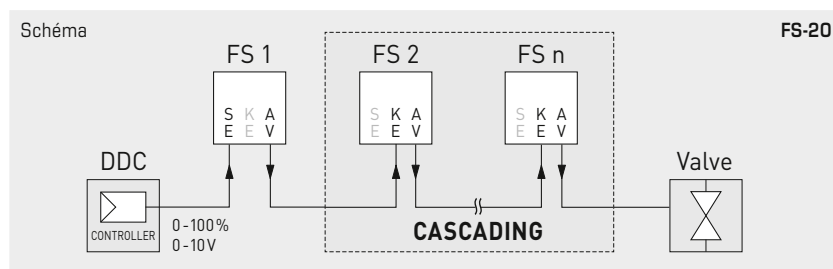 Schéma
FS-20
FS 1
FS 2
FS n
S K A
E E V
S K A
E E V
S K A
E E V
DDC
CONTROLLER
0-100%
0-10V
CASCADING
Valve